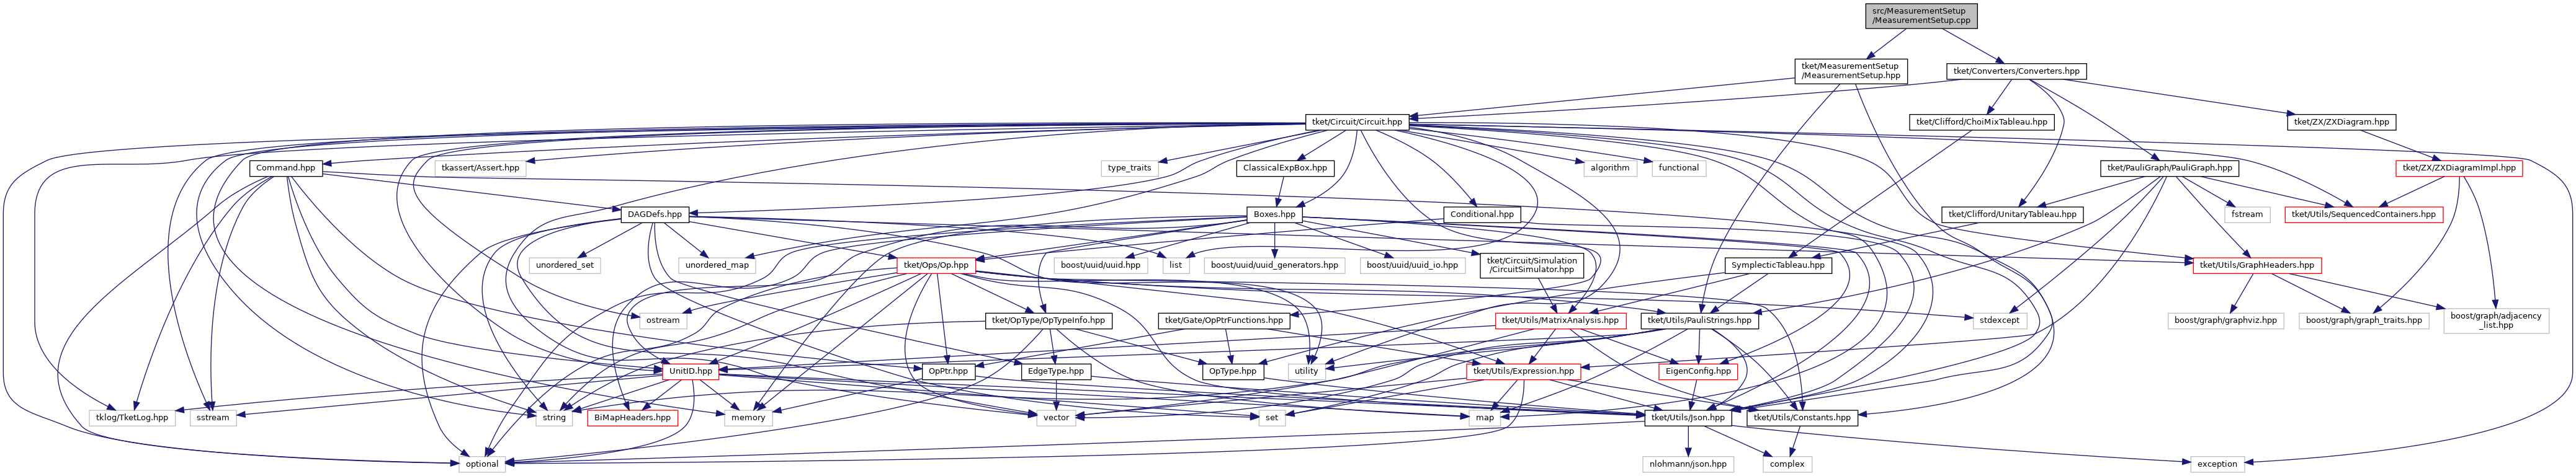 src/MeasurementSetup
/MeasurementSetup.cpp
tket/MeasurementSetup
/MeasurementSetup.hpp
tket/Converters/Converters.hpp
tket/Circuit/Circuit.hpp
tket/Clifford/ChoiMixTableau.hpp
tket/ZX/ZXDiagram.hpp
Command.hpp
tkassert/Assert.hpp
type_traits
ClassicalExpBox.hpp
algorithm
functional
tket/PauliGraph/PauliGraph.hpp
tket/ZX/ZXDiagramImpl.hpp
DAGDefs.hpp
Boxes.hpp
Conditional.hpp
tket/Clifford/UnitaryTableau.hpp
fstream
tket/Utils/SequencedContainers.hpp
unordered_set
unordered_map
tket/Ops/Op.hpp
boost/uuid/uuid.hpp
list
boost/uuid/uuid_generators.hpp
boost/uuid/uuid_io.hpp
tket/Circuit/Simulation
/CircuitSimulator.hpp
SymplecticTableau.hpp
tket/Utils/GraphHeaders.hpp
ostream
tket/OpType/OpTypeInfo.hpp
tket/Gate/OpPtrFunctions.hpp
tket/Utils/MatrixAnalysis.hpp
tket/Utils/PauliStrings.hpp
stdexcept
boost/graph/graphviz.hpp
boost/graph/graph_traits.hpp
boost/graph/adjacency
_list.hpp
UnitID.hpp
OpPtr.hpp
EdgeType.hpp
OpType.hpp
utility
tket/Utils/Expression.hpp
EigenConfig.hpp
tklog/TketLog.hpp
sstream
string
BiMapHeaders.hpp
memory
vector
set
map
tket/Utils/Json.hpp
tket/Utils/Constants.hpp
optional
nlohmann/json.hpp
complex
exception